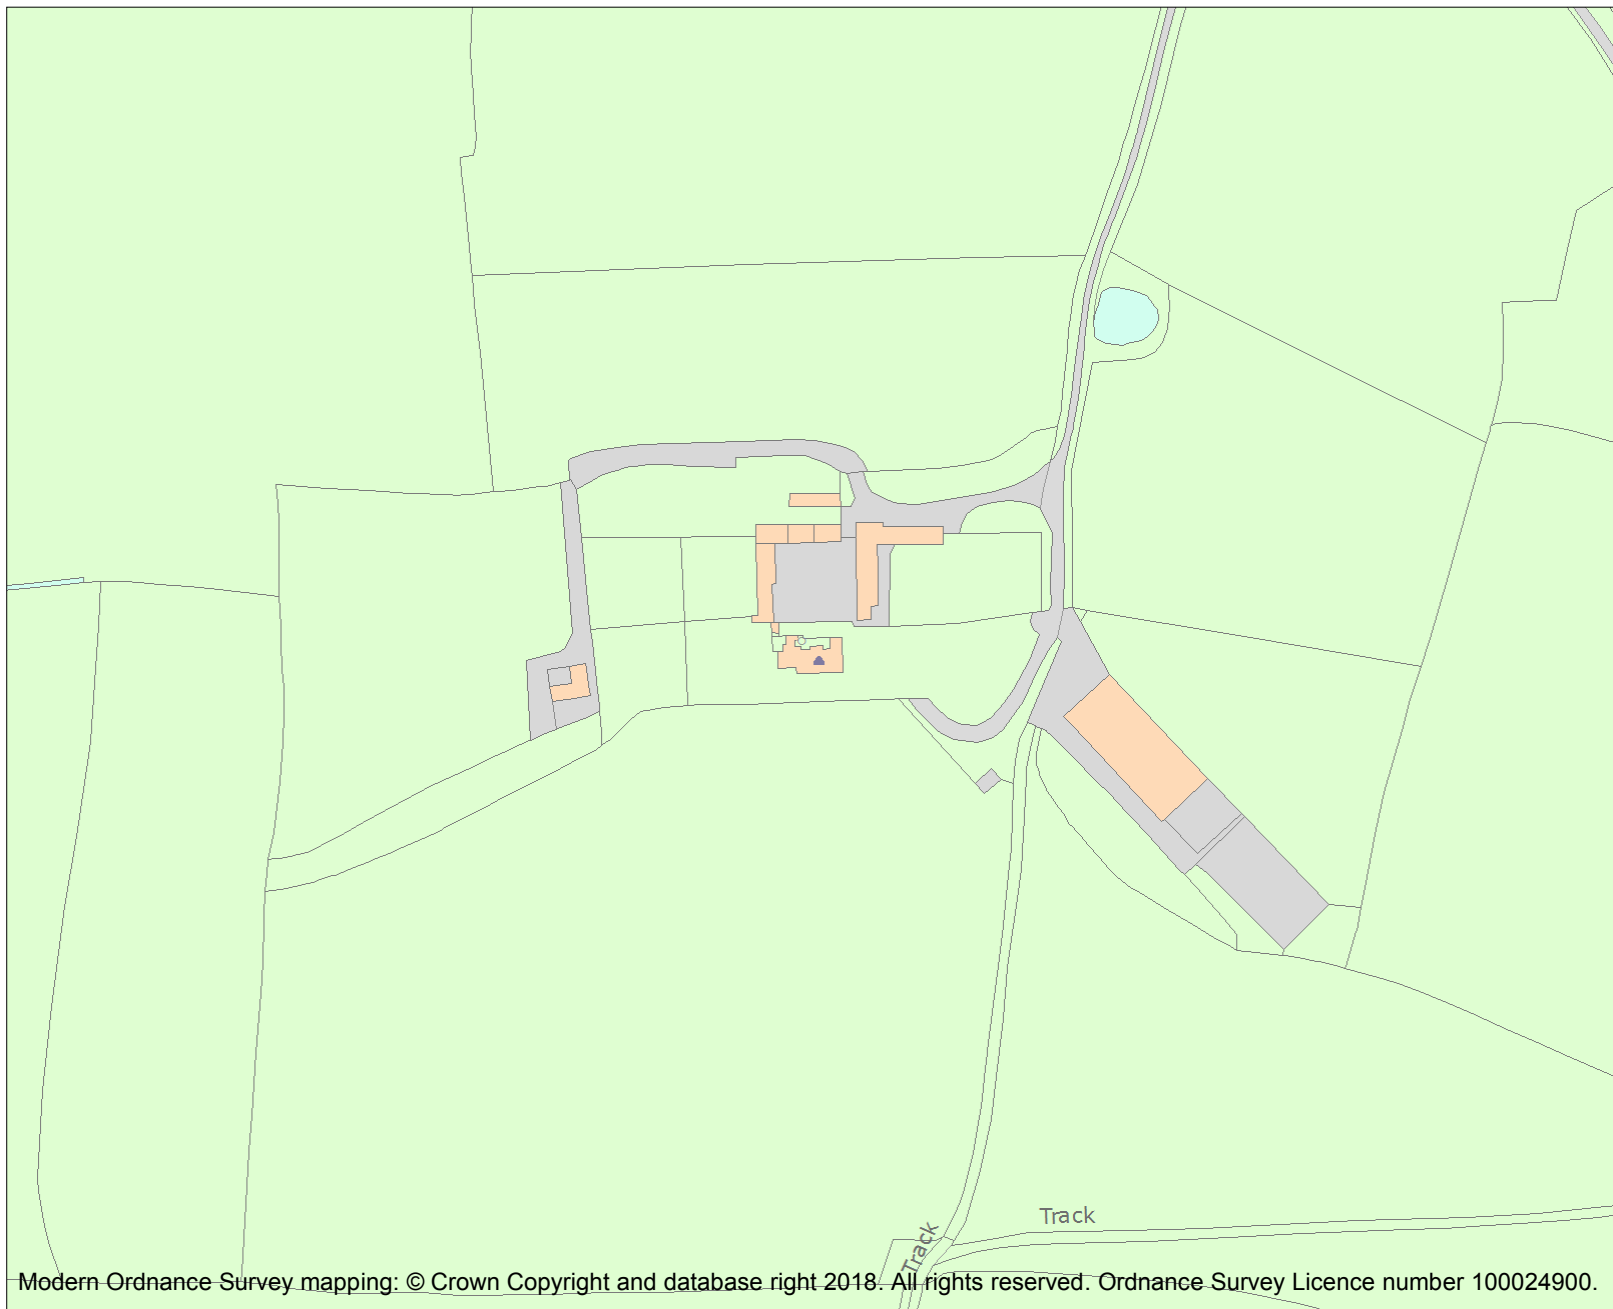 Track
Track
Modern Ordnance Survey mapping: © Crown Copyright and database right 2018. All rights reserved. Ordnance Survey Licence number 100024900.